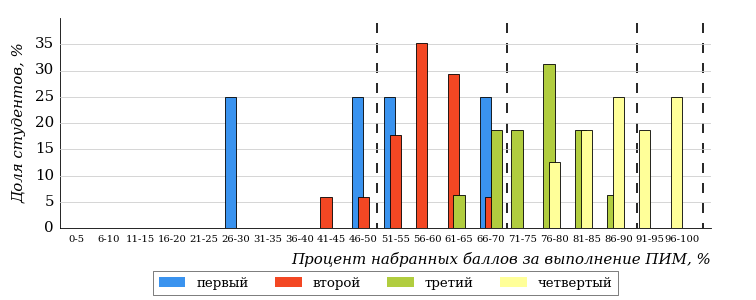 Доля студентов, %
35
30
25
20
15
10
5
0
0-5 6-10 11-15 16-20 21-25 26-30 31-35 36-40 41-45 46-50 51-55 56-60 61-65 66-70 71-75 76-80 81-85 86-90 91-95 96-100
Процент набранных баллов за выполнение ПИМ, %
первый второй третий четвертый